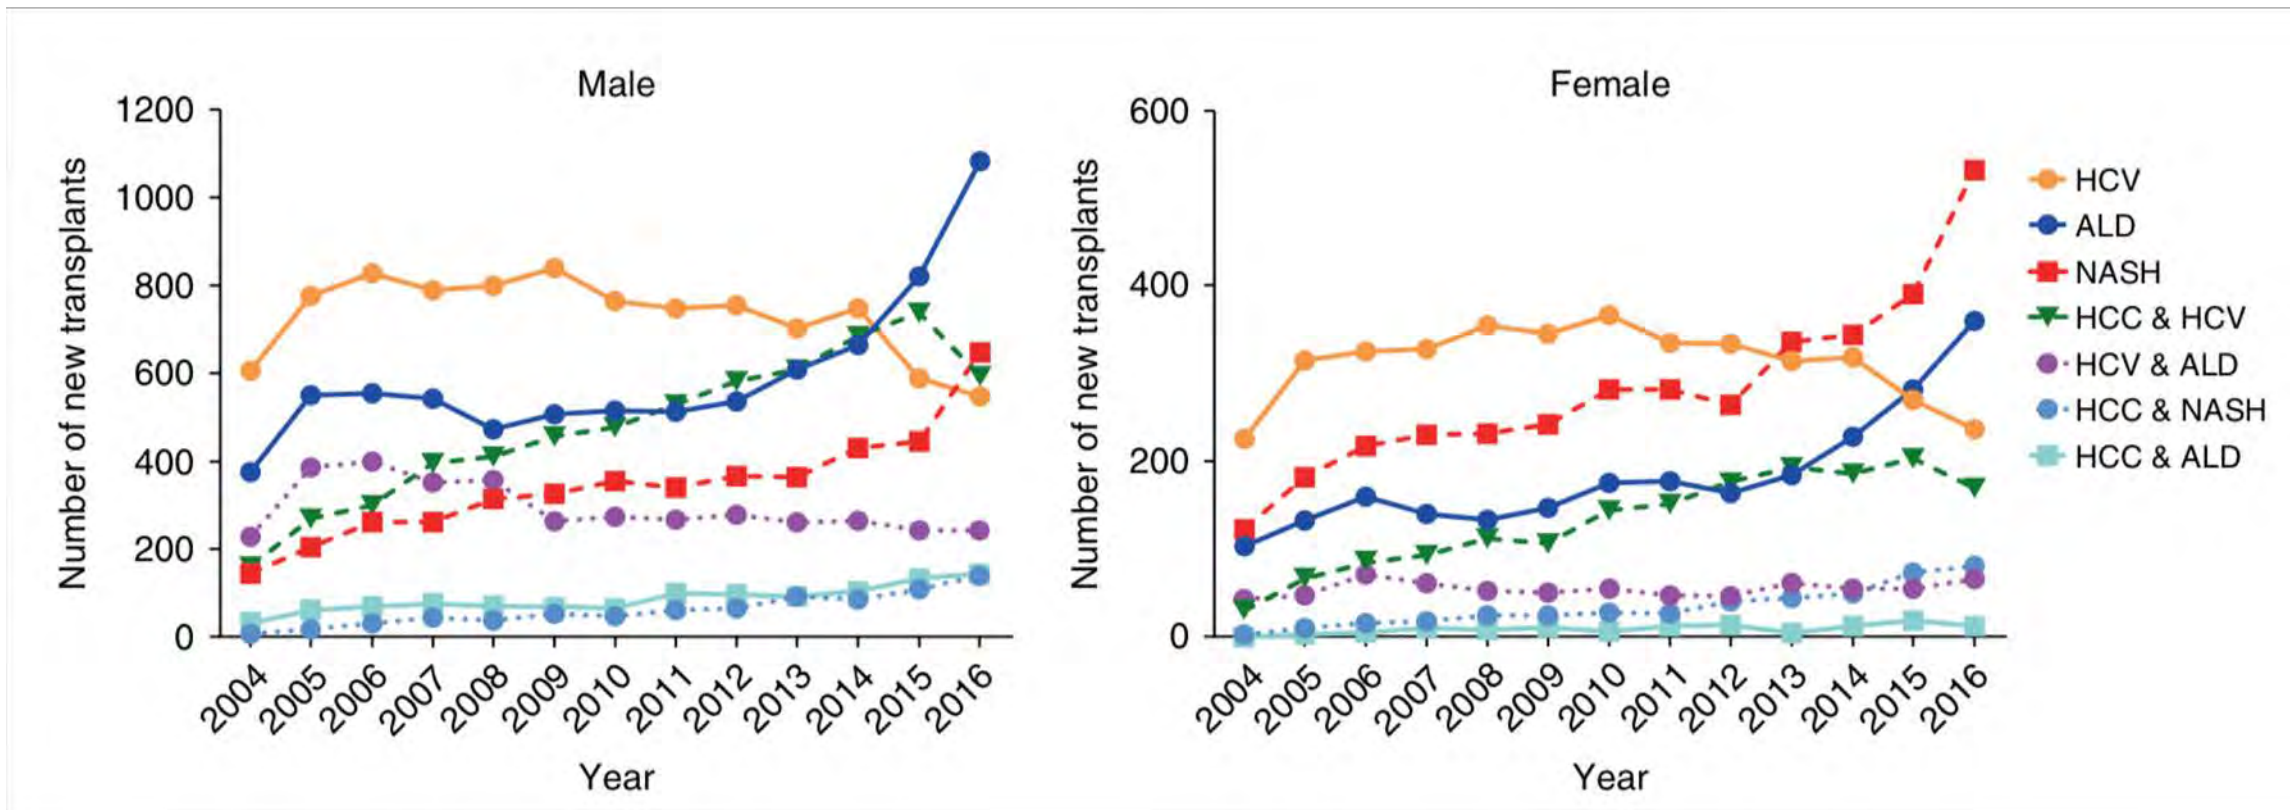 Male
Number of new transplants
1200
1000
800
600
400
200
0
2004 2005 2006 2007 2008 2009 2010 2011 2012 2013 2014 2015 2016
Year
Female
Number of new transplants
600
400
200
0
2004 2005 2006 2007 2008 2009 2010 2011 2012 2013 2014 2015 2016
Year
HCV
ALD
NASH
HCC & HCV
HCV & ALD
HCC & NASH
HCC & ALD